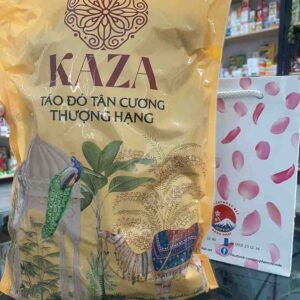 KAZA
TÁO ĐỎ TÂN CƯƠNG
THƯỢNG HẠNG